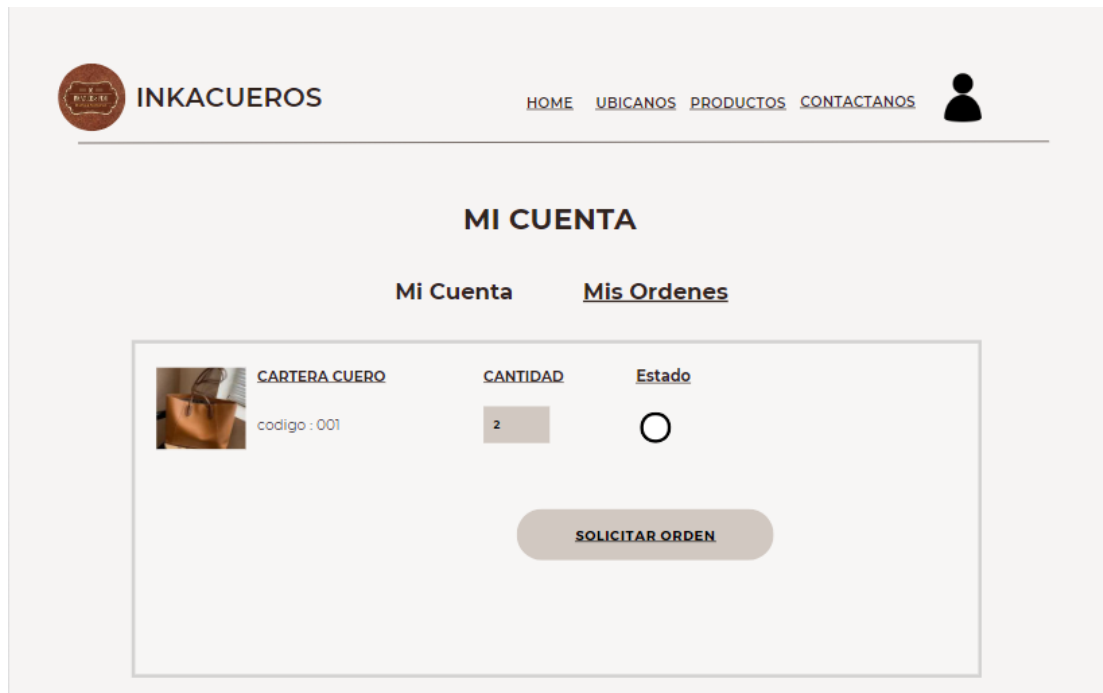 INKACUEROS
HOME UBICANOS PRODUCTOS CONTACTANOS
MI CUENTA
Mi Cuenta Mis Ordenes
CARTERA CUERO CANTIDAD Estado
codigo : 001 2
SOLICITAR ORDEN